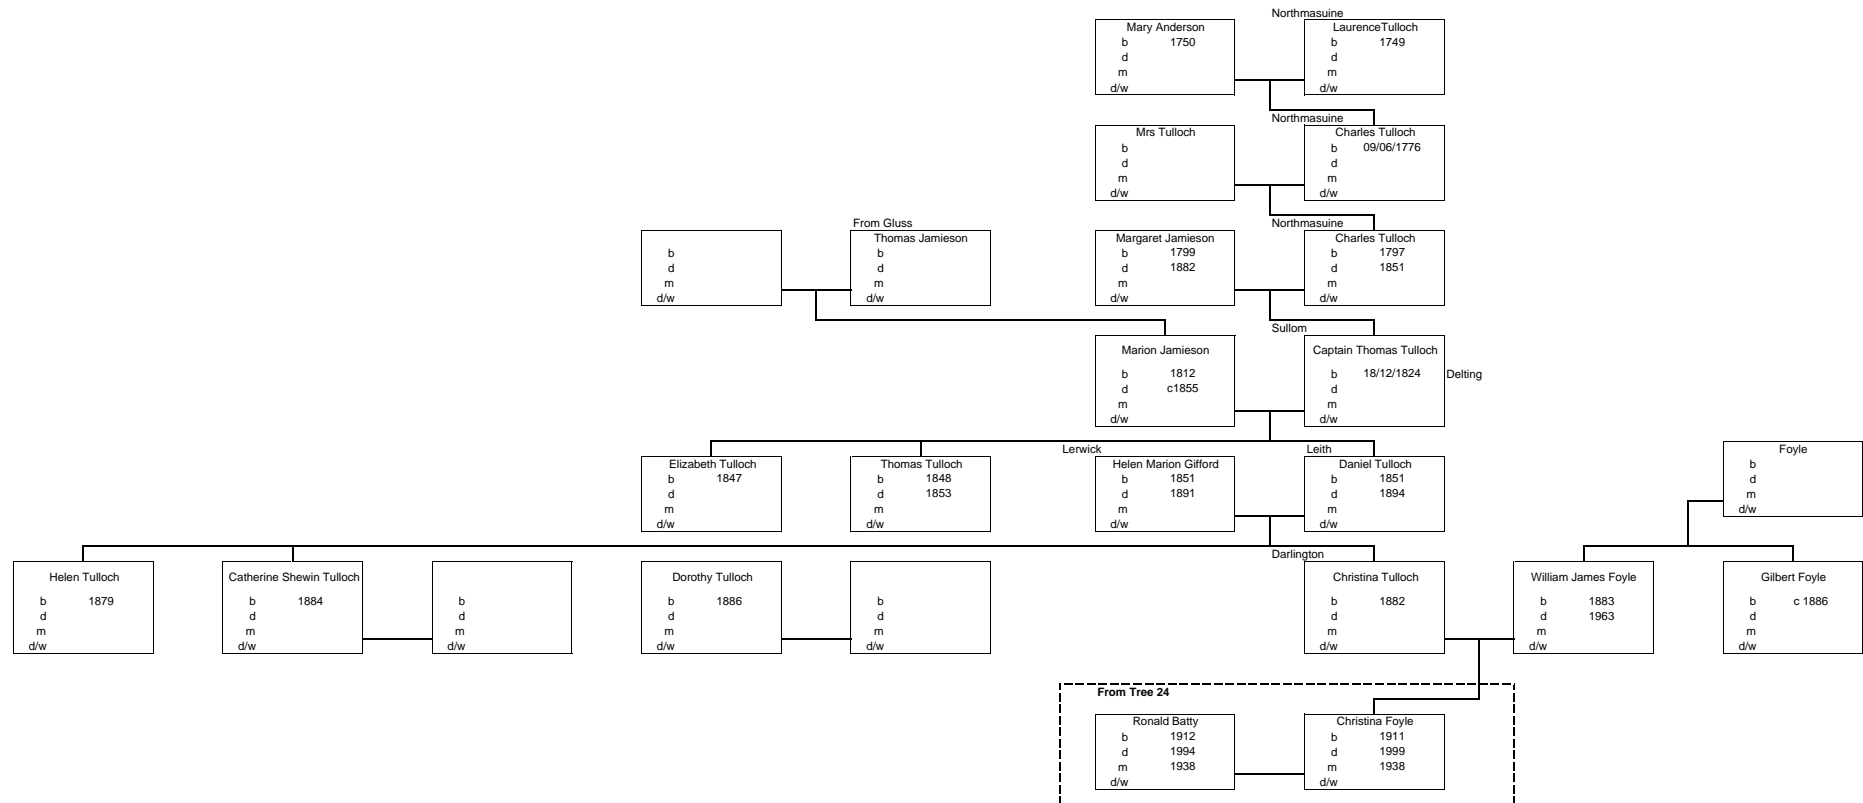 Northmasuine
Mary Anderson
b 1750
d
m
d/w
LaurenceTulloch
b 1749
d
m
d/w
Northmasuine
Mrs Tulloch
b
d
m
d/w
Charles Tulloch
b 09/06/1776
d
m
d/w
b
d
m
d/w
From Gluss
Thomas Jamieson
b
d
m
d/w
Margaret Jamieson
b 1799
d 1882
m
d/w
Northmasuine
Charles Tulloch
b 1797
d 1851
m
d/w
Marion Jamieson
b 1812
d c1855
m
d/w
Sullom
Captain Thomas Tulloch
b 18/12/1824 Delting
d
m
d/w
Elizabeth Tulloch
b 1847
d
m
d/w
Thomas Tulloch
b 1848
d 1853
m
d/w
Lerwick
Helen Marion Gifford
b 1851
d 1891
m
d/w
Leith
Daniel Tulloch
b 1851
d 1894
m
d/w
Foyle
b
d
m
d/w
Helen Tulloch
b 1879
d
m
d/w
Catherine Shewin Tulloch
b 1884
d
m
d/w
b
d
m
d/w
Dorothy Tulloch
b 1886
d
m
d/w
b
d
m
d/w
Darlington
Christina Tulloch
b 1882
d
m
d/w
William James Foyle
b 1883
d 1963
m
d/w
Gilbert Foyle
b c 1886
d
m
d/w
From Tree 24
Ronald Batty
b 1912
d 1994
m 1938
d/w
Christina Foyle
b 1911
d 1999
m 1938
d/w